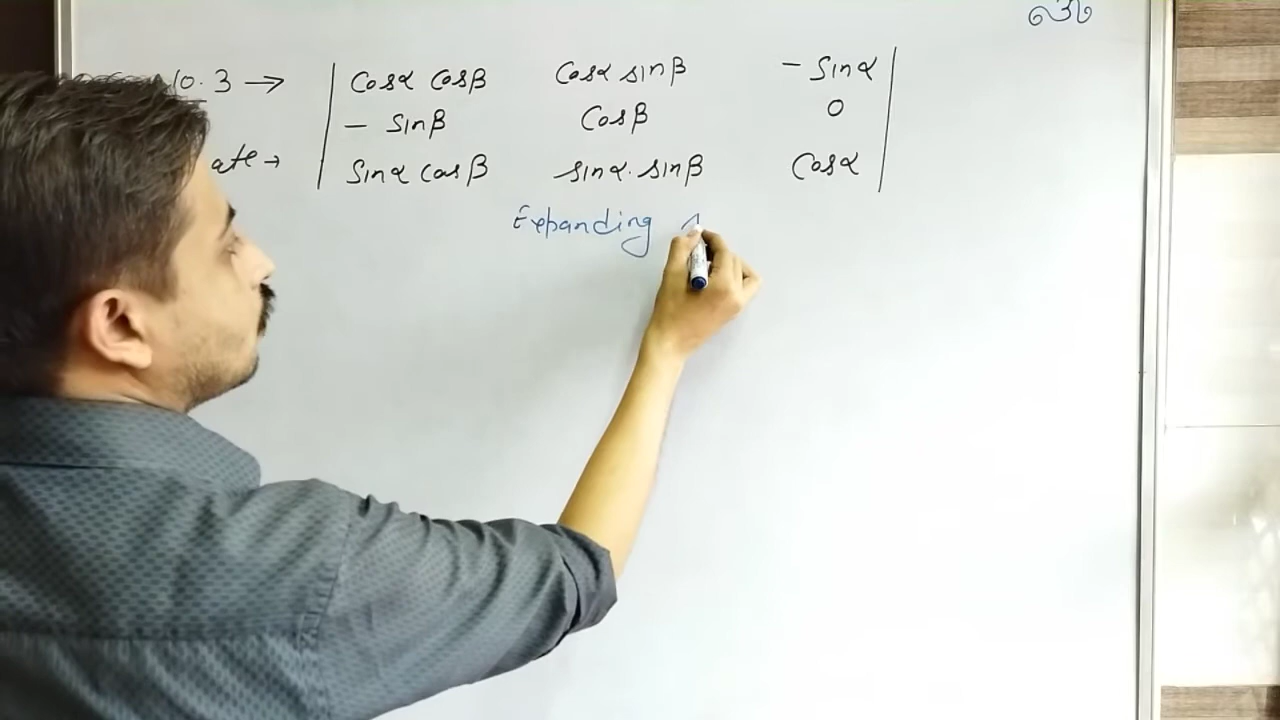 0. 3 → | Cosα cosβ Cosα sinβ - Sinα |
- Sinβ Cosβ 0
ate → Sinα cosβ sinα. sinβ Cosα
Expanding